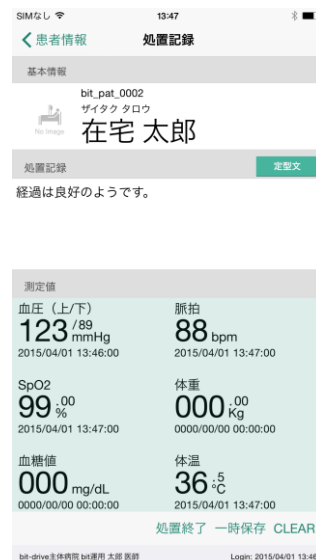 SIMなし 13:47
患者情報 処置記録
基本情報
bit_pat_0002
ザイタク タロウ
No Image
在宅 太郎
処置記録 定型文
経過は良好のようです。
測定値
血圧（上/下） 脈拍
123 /89 mmHg 88 bpm
2015/04/01 13:46:00 2015/04/01 13:47:00
SpO2 体重
99 .00 % 000 .00 Kg
2015/04/01 13:47:00 0000/00/00 00:00:00
血糖値 体温
000 mg/dL 36 .5 ℃
0000/00/00 00:00:00 2015/04/01 13:47:00
処置終了 一時保存 CLEAR
bit-drive主体病院 bit運用 太郎 医師 Login: 2015/04/01 13:46